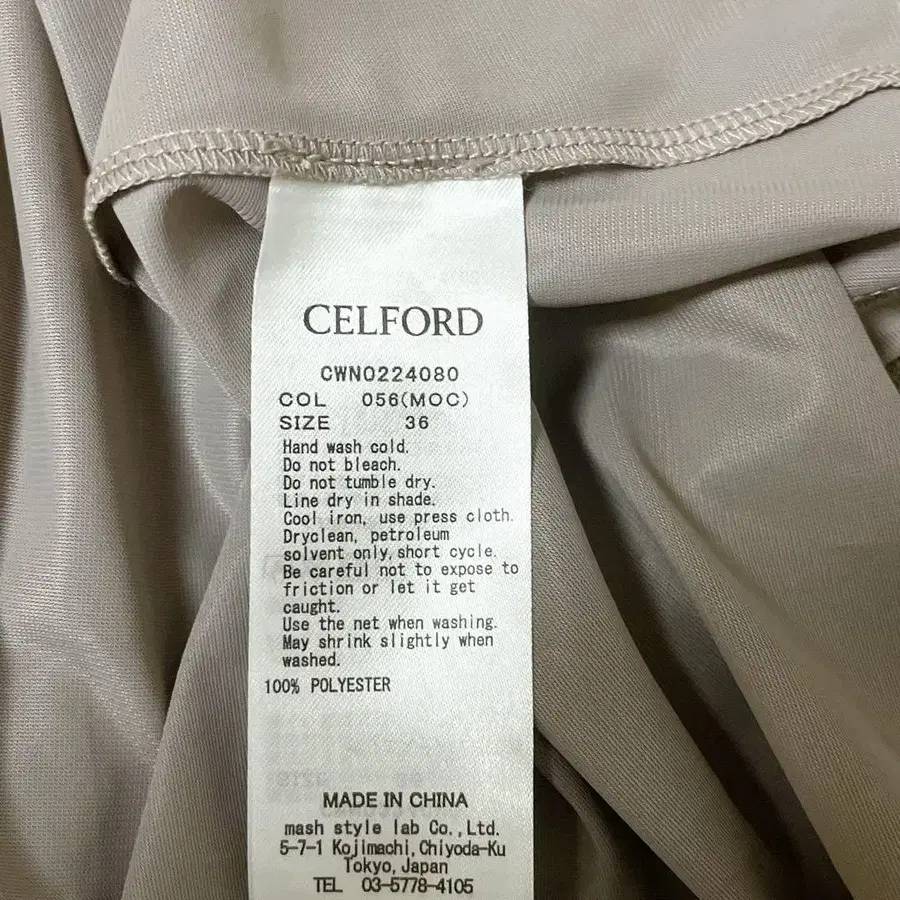 CELFORD
CWNO224080
COL 056(MOC)
SIZE 36
Hand wash cold.
Do not bleach.
Do not tumble dry.
Line dry in shade.
Cool iron, use press cloth.
Dryclean, petroleum
solvent only,short cycle.
Be careful not to expose to
friction or let it get
caught.
Use the net when washing.
May shrink slightly when
washed.
100% POLYESTER
MADE IN CHINA
mash style lab Co.,Ltd.
5-7-1 Kojimachi,Chiyoda-Ku
Tokyo,Japan
TEL 03-5778-4105